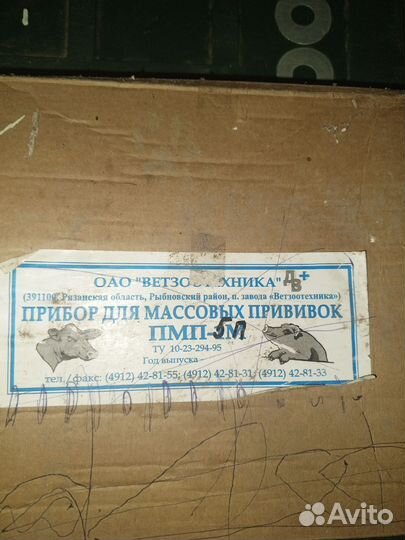 ОАО "ВЕТЗООТЕХНИКА" ДВ+
(391100, Рязанская область, Рыбновский район, п. завода «Ветзоотехника»)
ПРИБОР ДЛЯ МАССОВЫХ ПРИВИВОК
ПМП-5М
ТУ 10-23-294-95
Год выпуска
тел./факс: (4912) 42-81-55; (4912) 42-81-31; (4912) 42-81-33
Avito